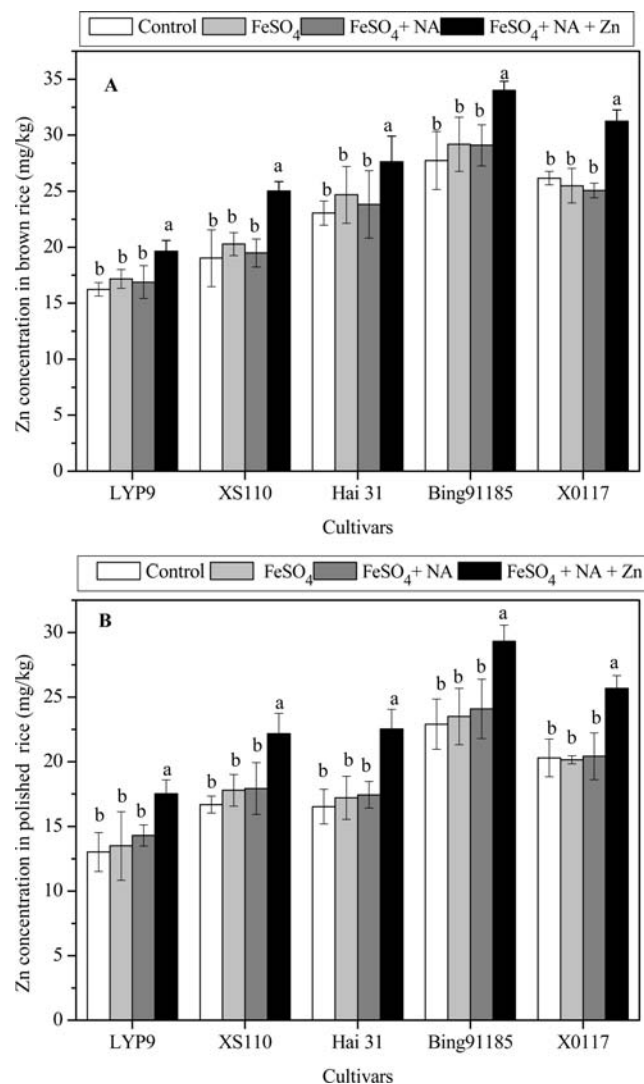 Control FeSO4 FeSO4+ NA FeSO4+ NA + Zn
A
Zn concentration in brown rice (mg/kg)
35
30
25
20
15
10
5
0
b b b a
b b b a
b b b a
b b b a
b b b a
LYP9 XS110 Hai 31 Bing91185 X0117
Cultivars
Control FeSO4 FeSO4+ NA FeSO4 + NA + Zn
B
Zn concentration in polished rice (mg/kg)
30
25
20
15
10
5
0
b b b a
b b b a
b b b a
b b b a
b b b a
LYP9 XS110 Hai 31 Bing91185 X0117
Cultivars